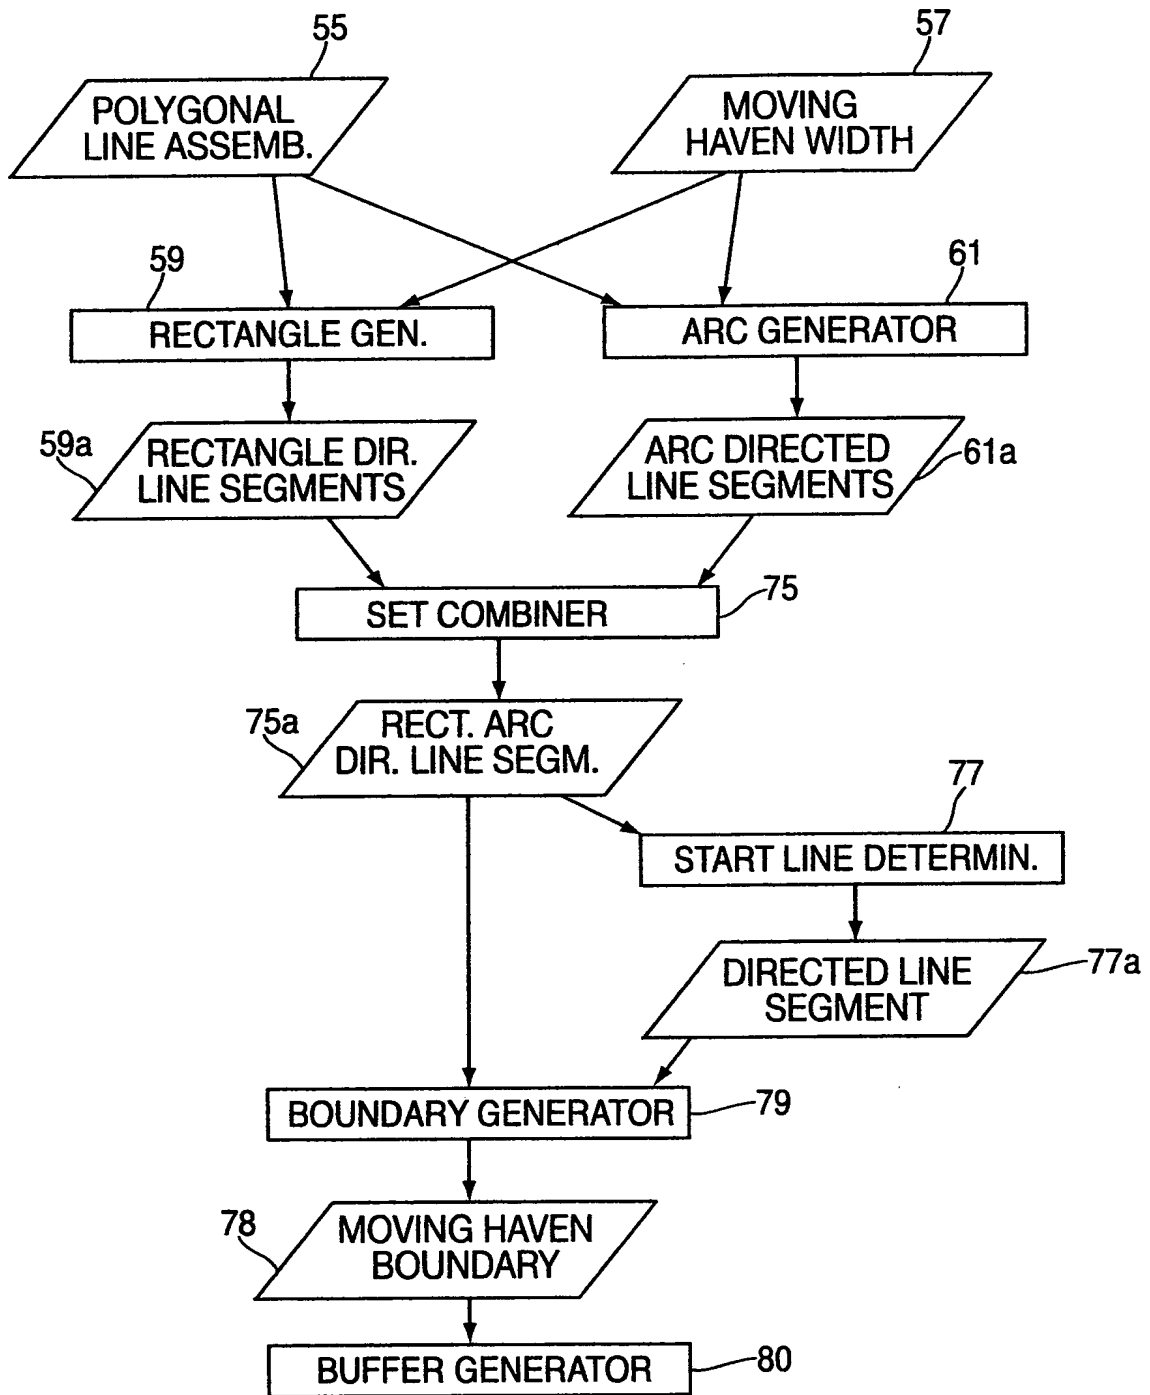 55
57
POLYGONAL
LINE ASSEMB.
MOVING
HAVEN WIDTH
59
61
RECTANGLE GEN.
ARC GENERATOR
59a
RECTANGLE DIR.
LINE SEGMENTS
ARC DIRECTED
LINE SEGMENTS
61a
SET COMBINER
75
75a
RECT. ARC
DIR. LINE SEGM.
77
START LINE DETERMIN.
DIRECTED LINE
SEGMENT
77a
BOUNDARY GENERATOR
79
78
MOVING HAVEN
BOUNDARY
BUFFER GENERATOR
80